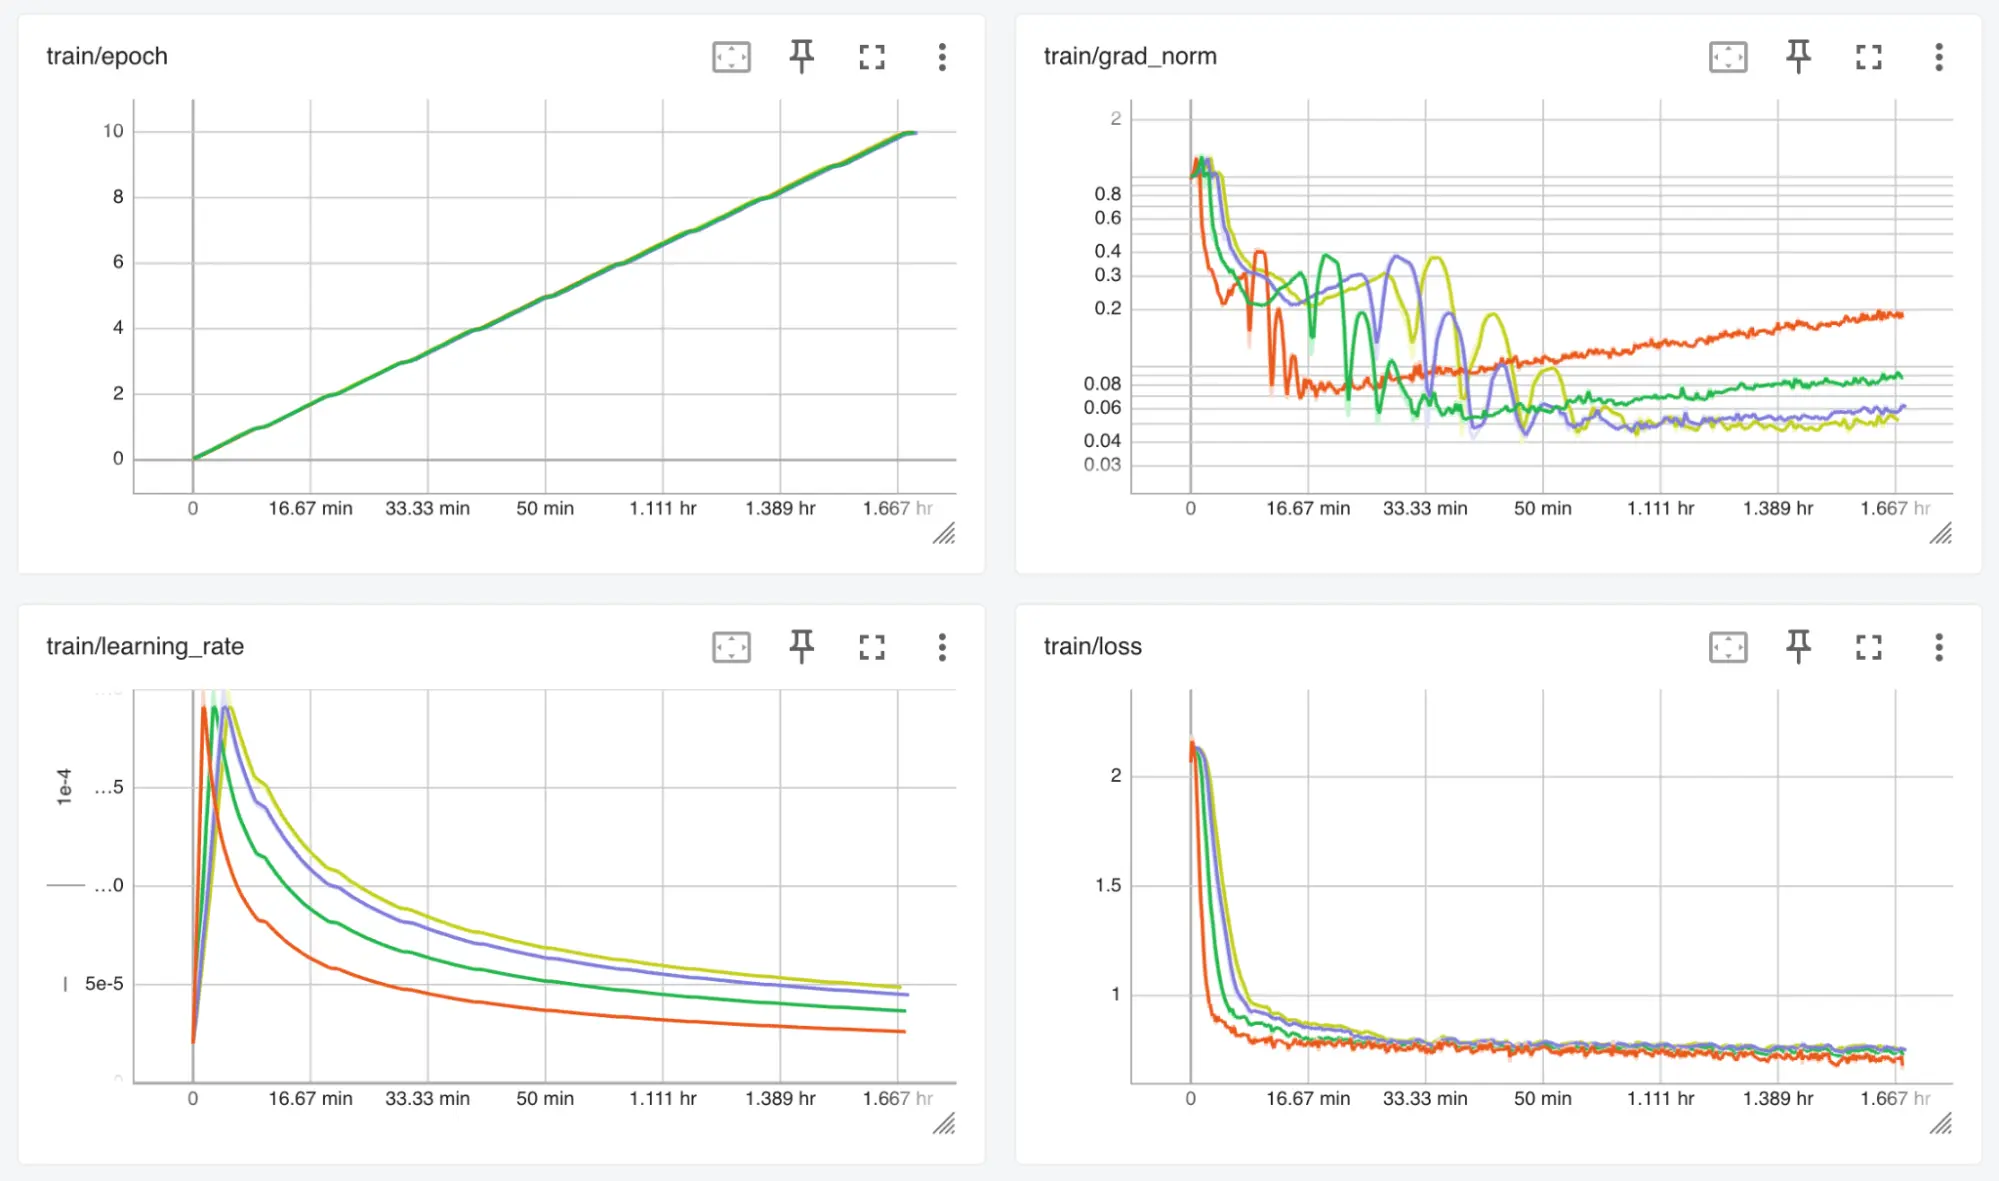 train/epoch
10
8
6
4
2
0
0 16.67 min 33.33 min 50 min 1.111 hr 1.389 hr 1.667 hr
train/grad_norm
2
0.8
0.6
0.4
0.3
0.2
0.08
0.06
0.04
0.03
0 16.67 min 33.33 min 50 min 1.111 hr 1.389 hr 1.667 hr
train/learning_rate
1e-4
...5
...0
5e-5
0 16.67 min 33.33 min 50 min 1.111 hr 1.389 hr 1.667 hr
train/loss
2
1.5
1
0 16.67 min 33.33 min 50 min 1.111 hr 1.389 hr 1.667 hr